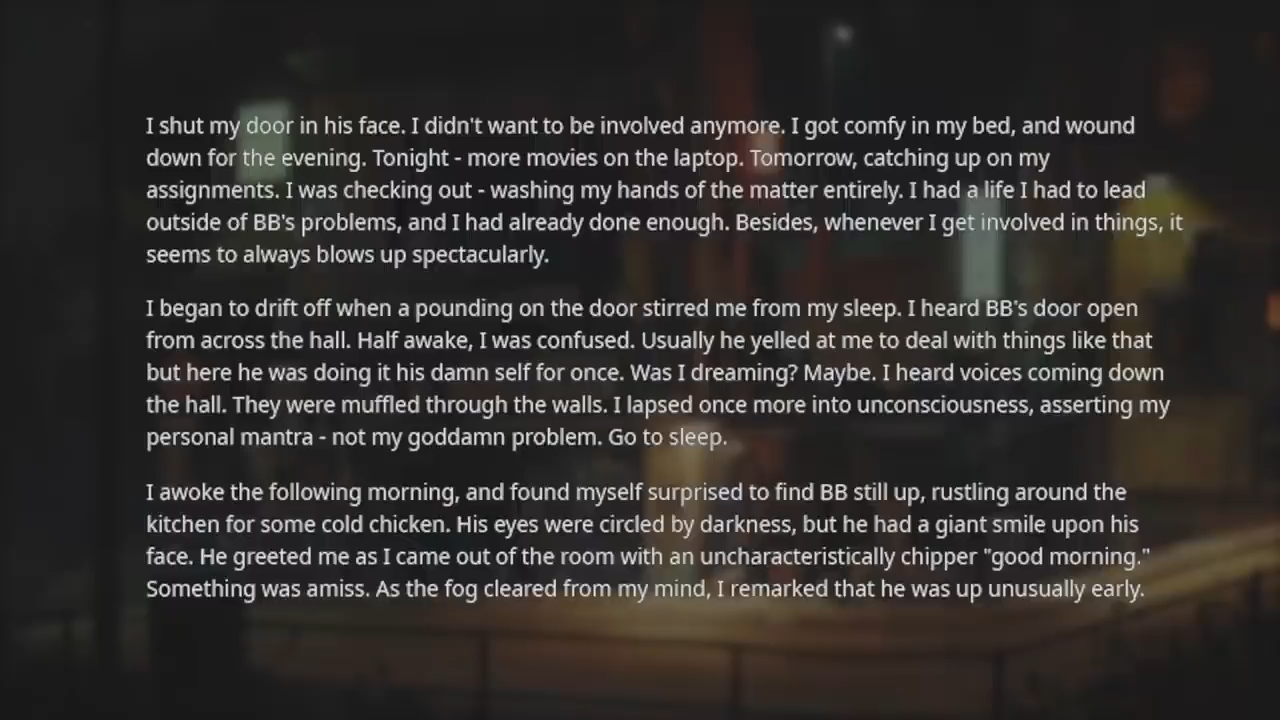 I shut my door in his face. I didn't want to be involved anymore. I got comfy in my bed, and wound
down for the evening. Tonight - more movies on the laptop. Tomorrow, catching up on my
assignments. I was checking out - washing my hands of the matter entirely. I had a life I had to lead
outside of BB's problems, and I had already done enough. Besides, whenever I get involved in things, it
seems to always blows up spectacularly.
I began to drift off when a pounding on the door stirred me from my sleep. I heard BB's door open
from across the hall. Half awake, I was confused. Usually he yelled at me to deal with things like that
but here he was doing it his damn self for once. Was I dreaming? Maybe. I heard voices coming down
the hall. They were muffled through the walls. I lapsed once more into unconsciousness, asserting my
personal mantra - not my goddamn problem. Go to sleep.
I awoke the following morning, and found myself surprised to find BB still up, rustling around the
kitchen for some cold chicken. His eyes were circled by darkness, but he had a giant smile upon his
face. He greeted me as I came out of the room with an uncharacteristically chipper "good morning."
Something was amiss. As the fog cleared from my mind, I remarked that he was up unusually early.